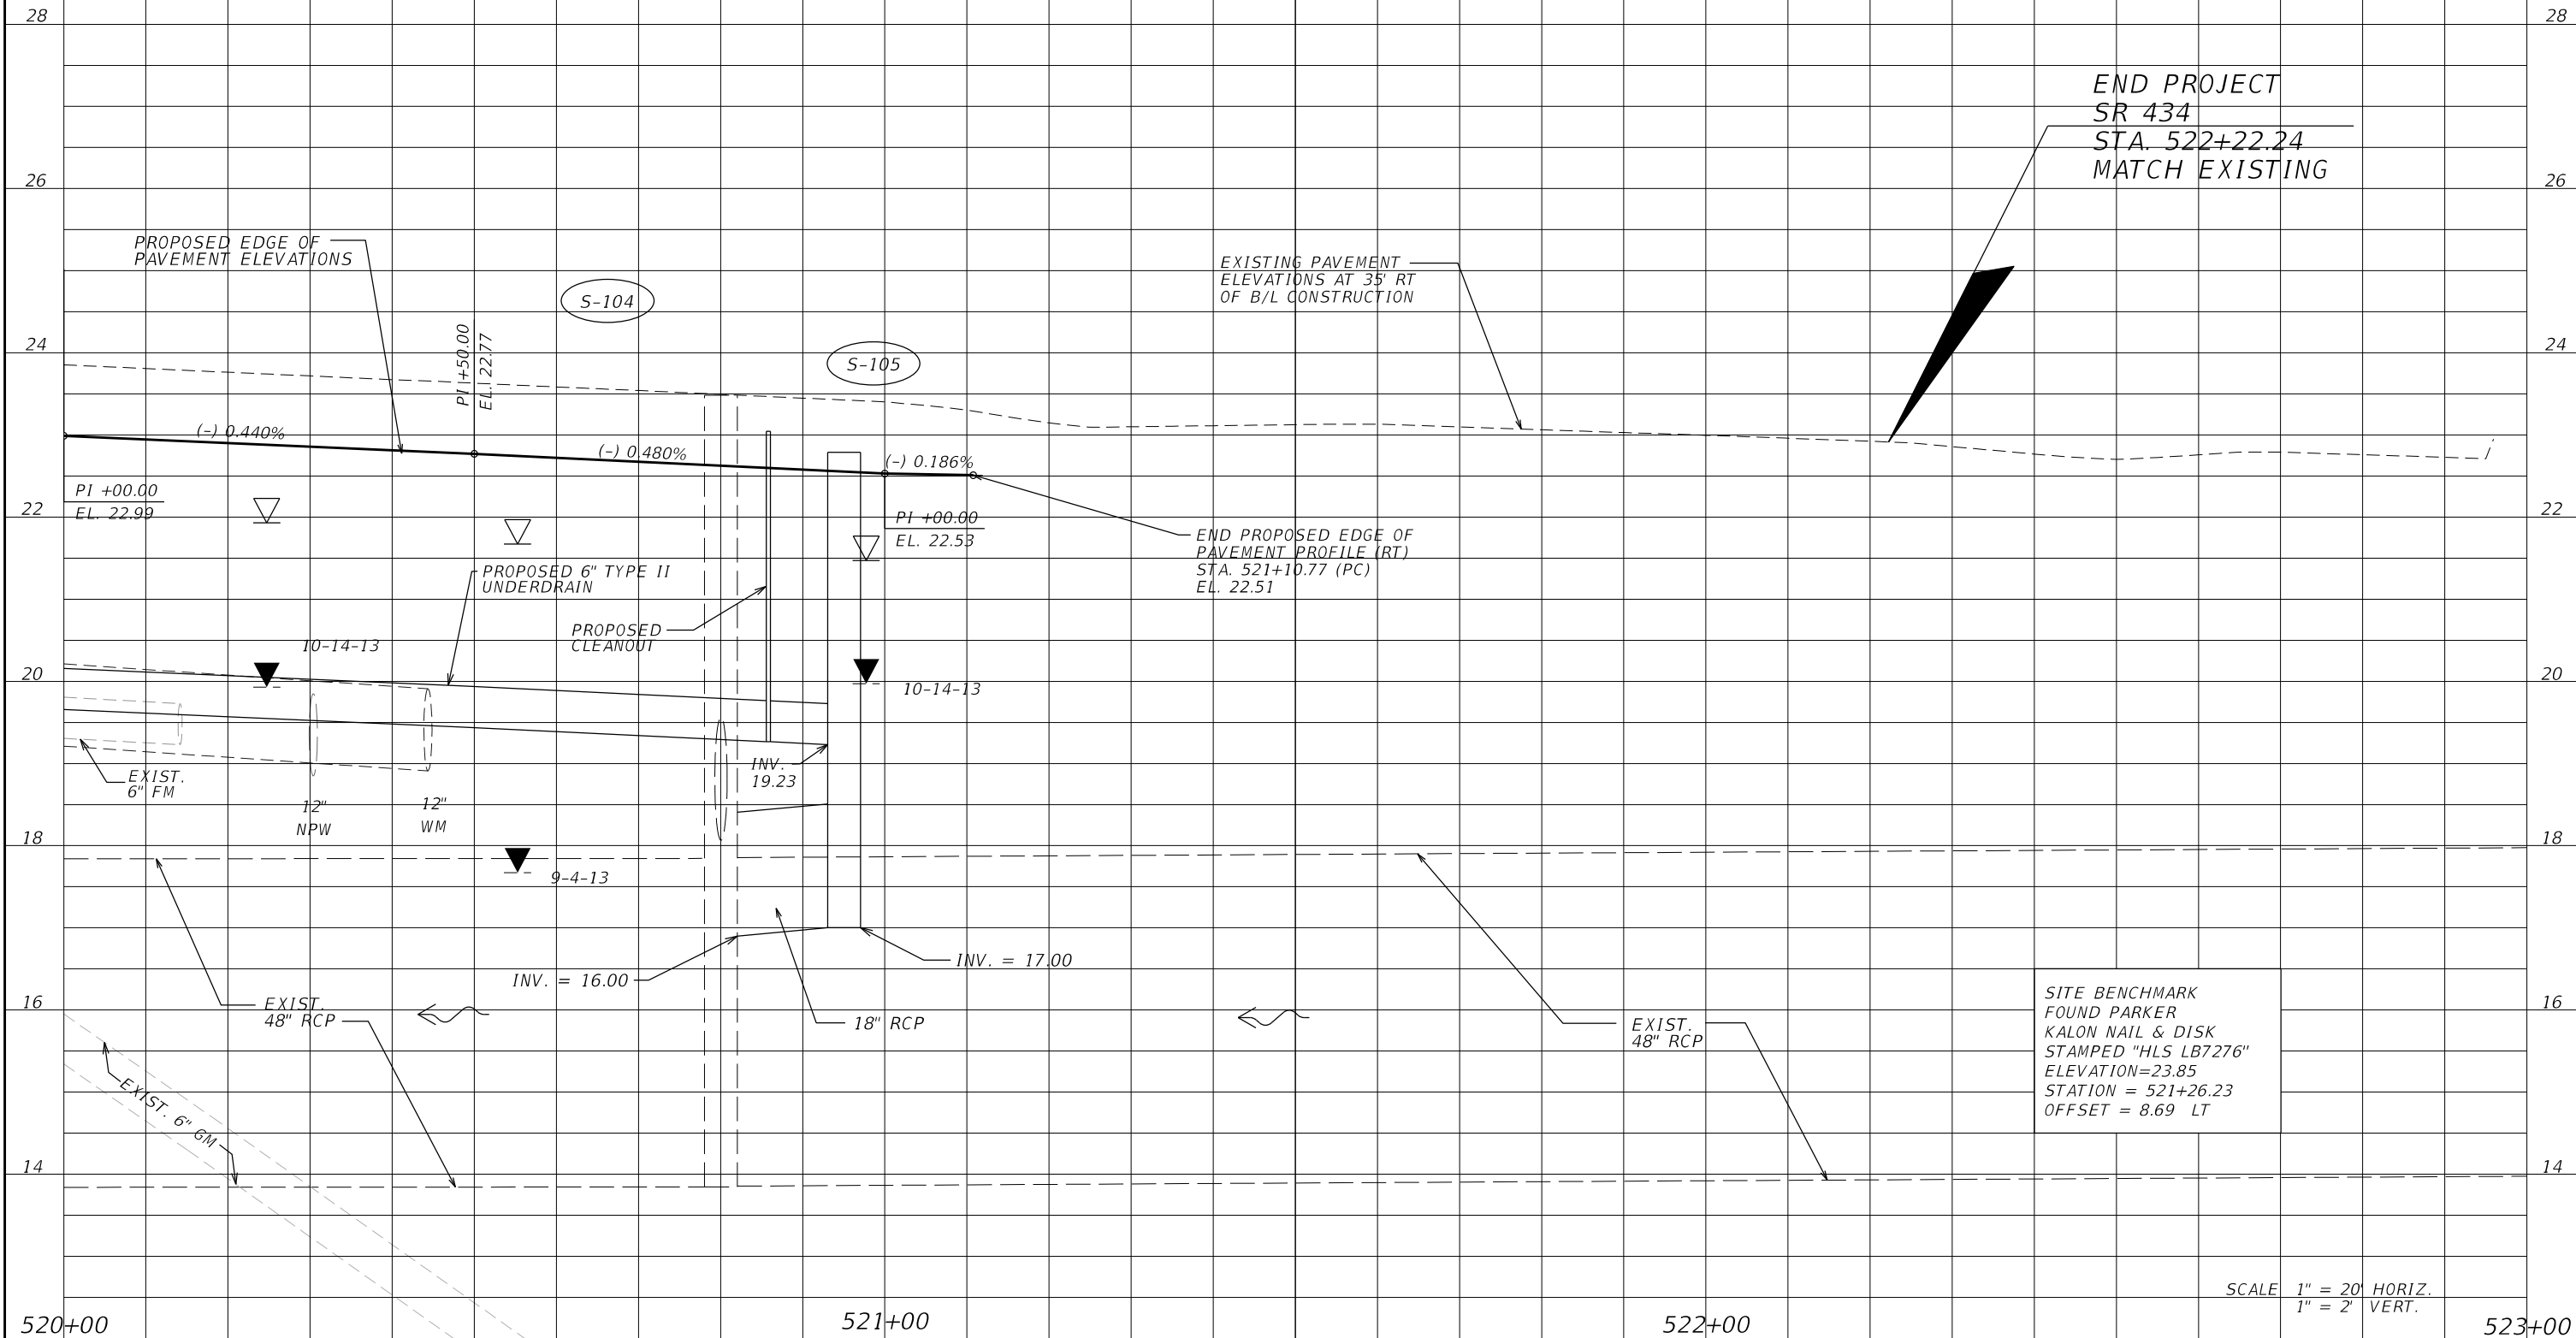 28
28
END PROJECT
SR 434
STA. 522+22.24
MATCH EXISTING
26
26
PROPOSED EDGE OF
PAVEMENT ELEVATIONS
EXISTING PAVEMENT
ELEVATIONS AT 35' RT
OF B/L CONSTRUCTION
S-104
PI +50.00
EL. 22.77
24
24
S-105
(-) 0.440%
(-) 0.480%
(-) 0.186%
PI +00.00
EL. 22.99
22
22
PI +00.00
EL. 22.53
END PROPOSED EDGE OF
PAVEMENT PROFILE (RT)
STA. 521+10.77 (PC)
EL. 22.51
PROPOSED 6" TYPE II
UNDERDRAIN
PROPOSED
CLEANOUT
10-14-13
20
20
10-14-13
EXIST.
6" FM
INV.
19.23
12"
NPW
12"
WM
18
18
9-4-13
INV. = 16.00
INV. = 17.00
16
16
EXIST.
48" RCP
18" RCP
EXIST.
48" RCP
SITE BENCHMARK
FOUND PARKER
KALON NAIL & DISK
STAMPED "HLS LB7276"
ELEVATION=23.85
STATION = 521+26.23
OFFSET = 8.69 LT
EXIST. 6" GM
14
14
SCALE 1" = 20' HORIZ.
1" = 2' VERT.
520+00
521+00
522+00
523+00